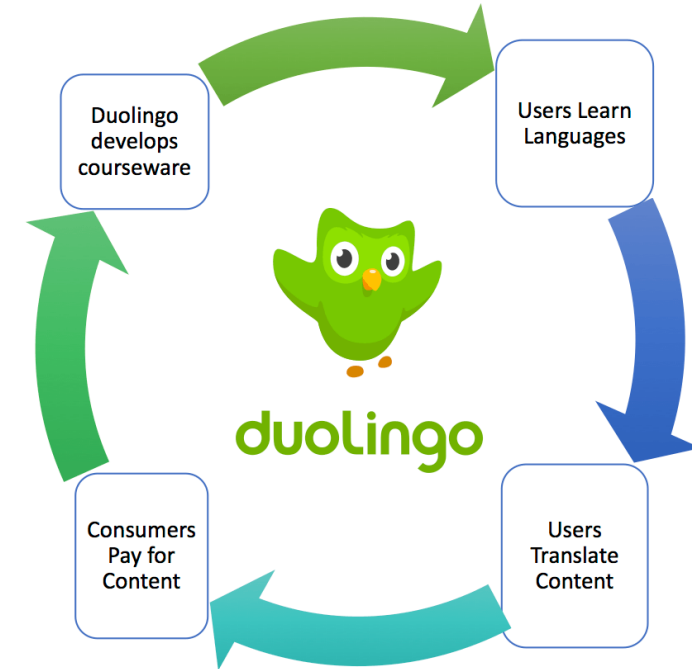 Duolingo
develops
courseware
Users Learn
Languages
duolingo
Consumers
Pay for
Content
Users
Translate
Content